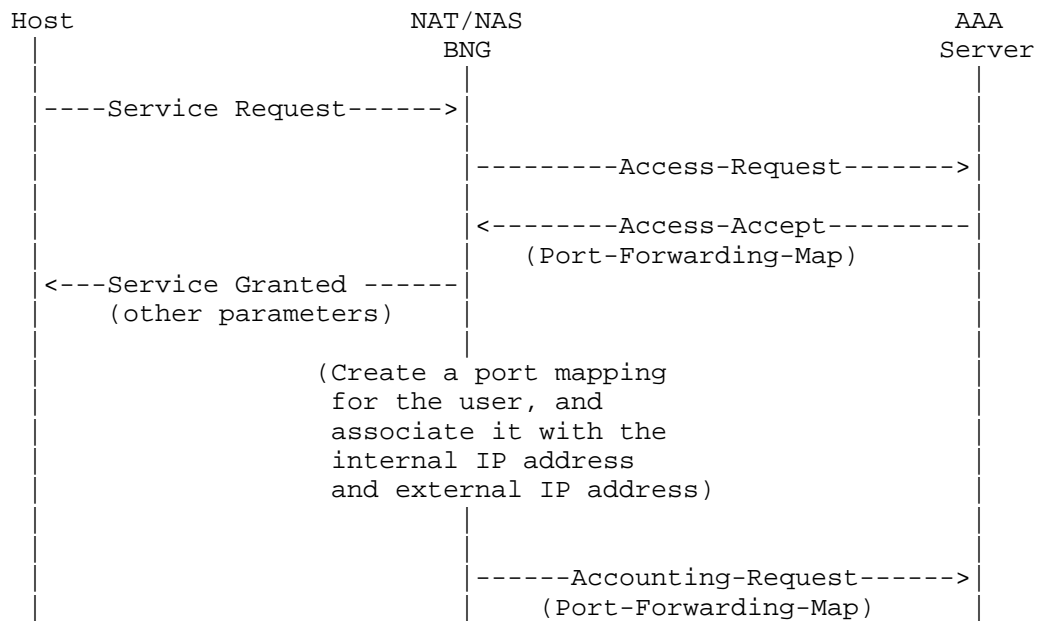 Host NAT/NAS AAA
BNG Server
----Service Request------>
---------Access-Request------->
<--------Access-Accept---------
(Port-Forwarding-Map)
<---Service Granted ------
(other parameters)
(Create a port mapping
for the user, and
associate it with the
internal IP address
and external IP address)
------Accounting-Request------>
(Port-Forwarding-Map)